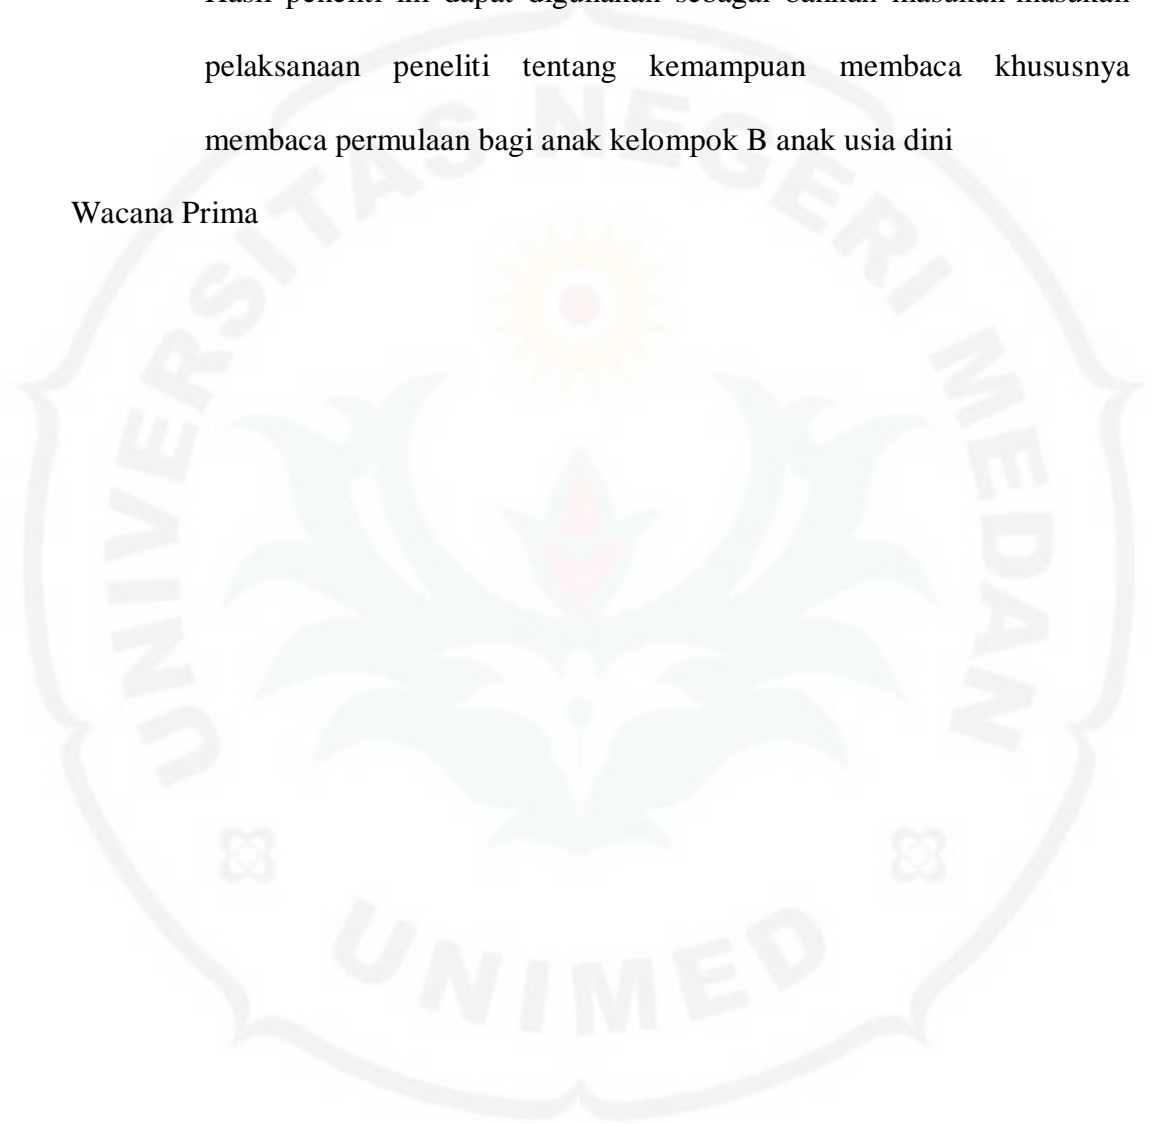 Hasil peneliti ini dapat digunakan sebagai bahkan masukan-masukan
pelaksanaan peneliti tentang kemampuan membaca khususnya
membaca permulaan bagi anak kelompok B anak usia dini
Wacana Prima
UNIVERSITAS NEGERI MEDAN
UNIMED